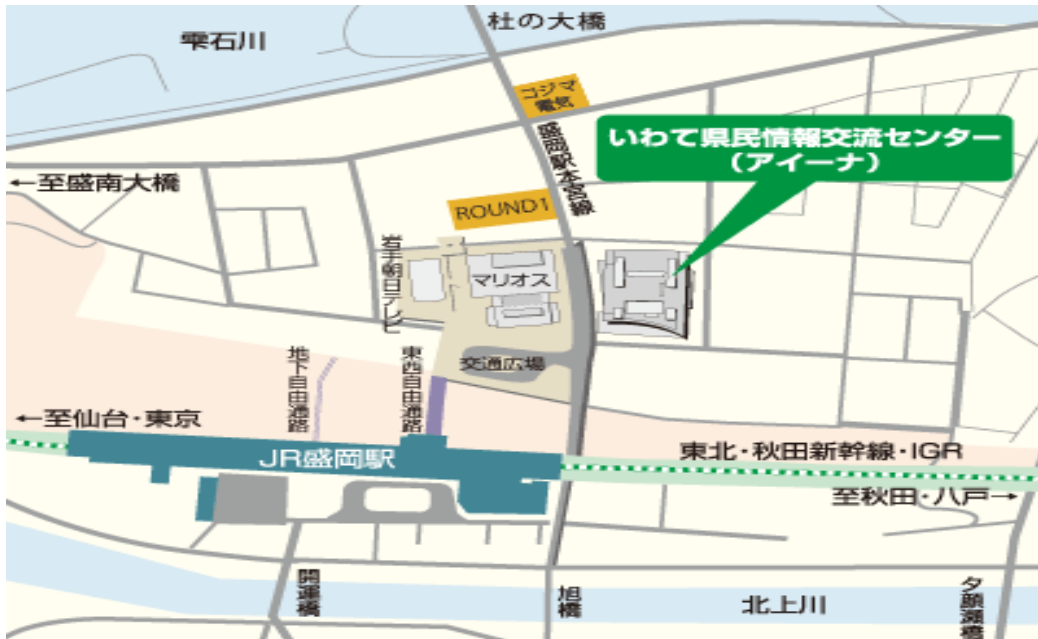 杜の大橋
雫石川
コジマ
電気
いわて県民情報交流センター
(アイーナ)
盛岡駅本宮線
←至盛南大橋
ROUND1
岩手朝日テレビ
マリオス
交通広場
地下自由通路
東西自由通路
←至仙台・東京
JR盛岡駅
東北・秋田新幹線・IGR
至秋田・八戸→
開運橋
旭橋
北上川
夕顔瀬橋